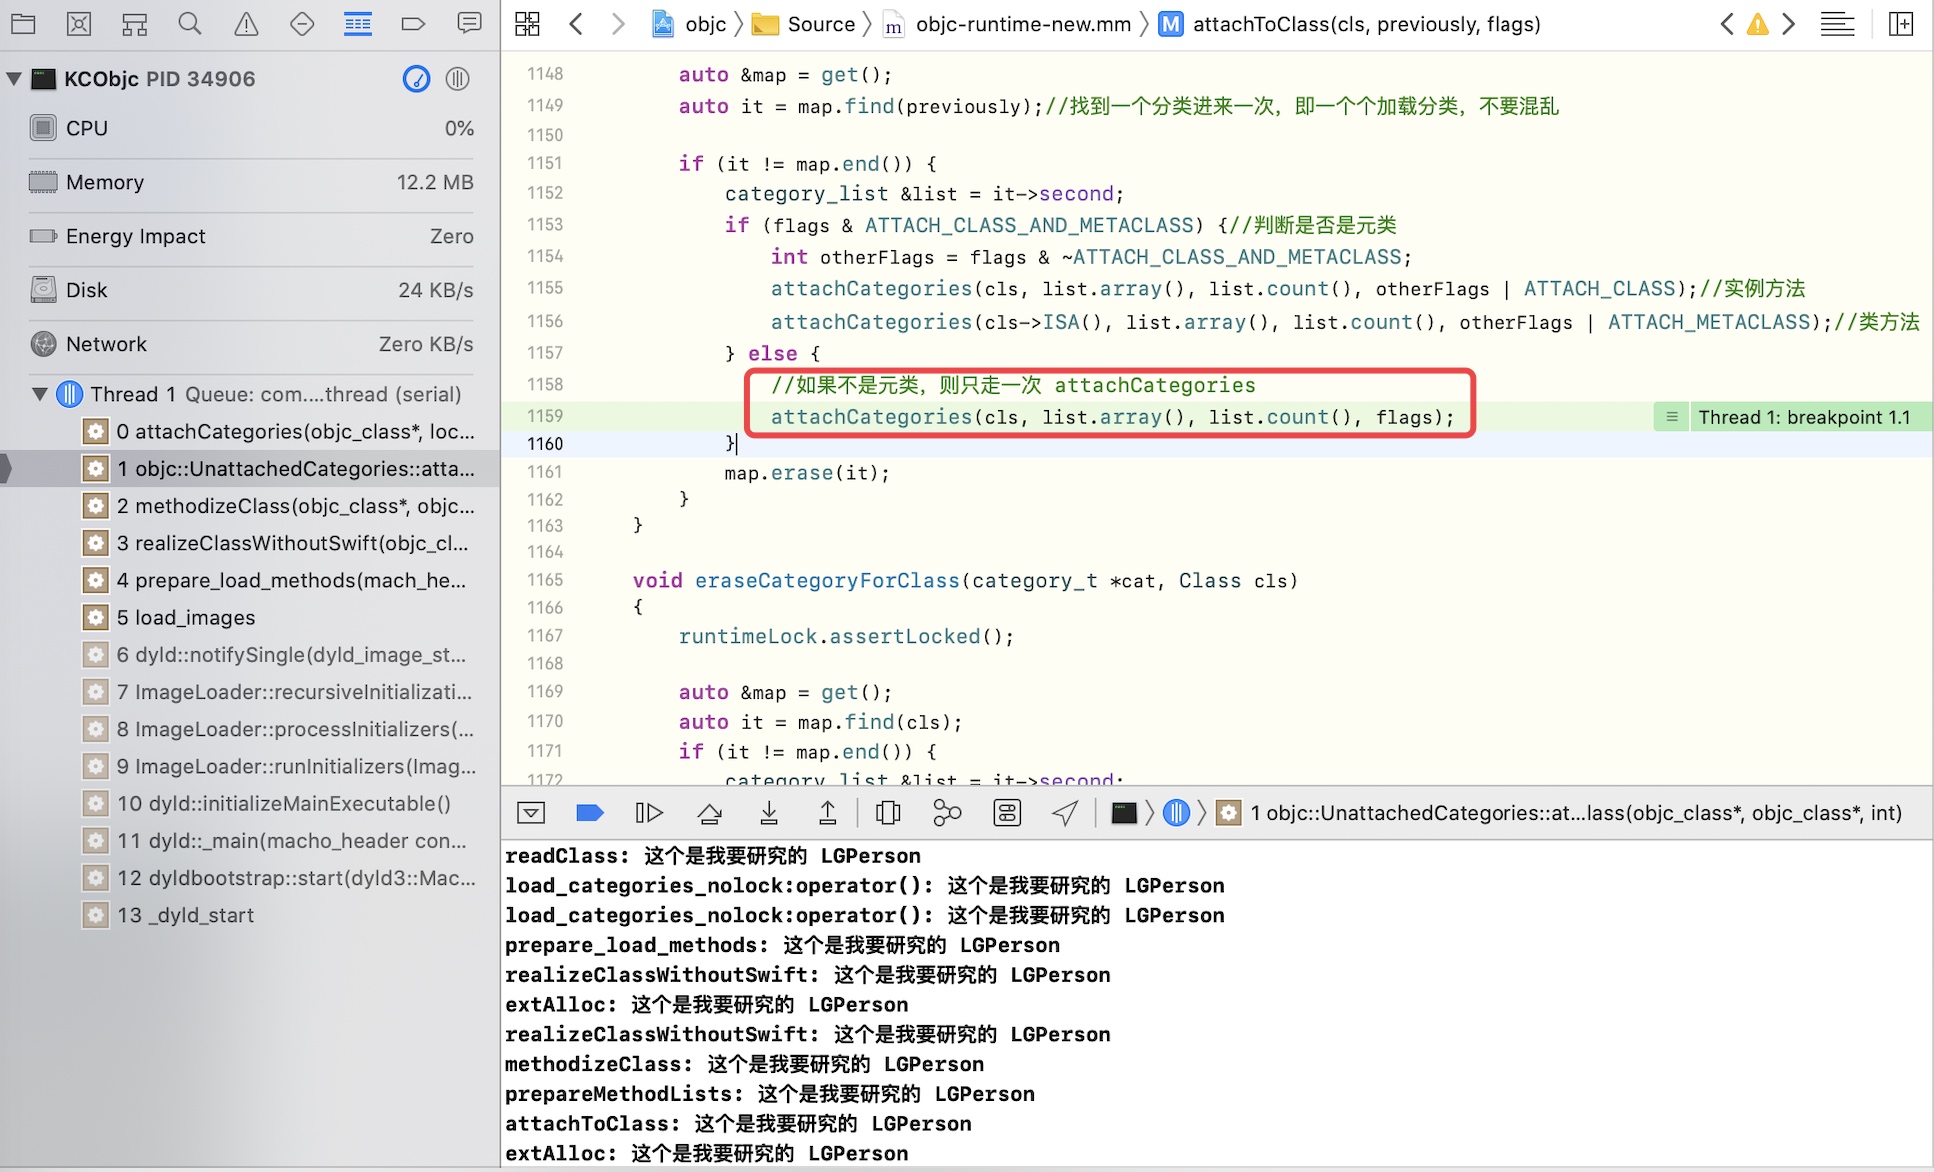 objc 〉 Source 〉 m objc-runtime-new.mm 〉 M attachToClass(cls, previously, flags)
KCObjc PID 34906
CPU 0%
Memory 12.2 MB
Energy Impact Zero
Disk 24 KB/s
Network Zero KB/s
Thread 1 Queue: com....thread (serial)
0 attachCategories(objc_class*, loc...
1 objc::UnattachedCategories::atta...
2 methodizeClass(objc_class*, objc...
3 realizeClassWithoutSwift(objc_cl...
4 prepare_load_methods(mach_he...
5 load_images
6 dyld::notifySingle(dyld_image_st...
7 ImageLoader::recursiveInitializati...
8 ImageLoader::processInitializers(...
9 ImageLoader::runInitializers(Imag...
10 dyld::initializeMainExecutable()
11 dyld::_main(macho_header con...
12 dyldbootstrap::start(dyld3::Mac...
13 _dyld_start
1148 auto &map = get();
1149 auto it = map.find(previously);//找到一个分类进来一次，即一个个加载分类，不要混乱
1150
1151 if (it != map.end()) {
1152 category_list &list = it->second;
1153 if (flags & ATTACH_CLASS_AND_METACLASS) {//判断是否是元类
1154 int otherFlags = flags & ~ATTACH_CLASS_AND_METACLASS;
1155 attachCategories(cls, list.array(), list.count(), otherFlags | ATTACH_CLASS);//实例方法
1156 attachCategories(cls->ISA(), list.array(), list.count(), otherFlags | ATTACH_METACLASS);//类方法
1157 } else {
1158 //如果不是元类，则只走一次 attachCategories
1159 attachCategories(cls, list.array(), list.count(), flags); Thread 1: breakpoint 1.1
1160 }
1161 map.erase(it);
1162 }
1163 }
1164
1165 void eraseCategoryForClass(category_t *cat, Class cls)
1166 {
1167 runtimeLock.assertLocked();
1168
1169 auto &map = get();
1170 auto it = map.find(cls);
1171 if (it != map.end()) {
1172 category_list &list = it->second;
1 objc::UnattachedCategories::at...lass(objc_class*, objc_class*, int)
readClass: 这个是我要研究的 LGPerson
load_categories_nolock:operator(): 这个是我要研究的 LGPerson
load_categories_nolock:operator(): 这个是我要研究的 LGPerson
prepare_load_methods: 这个是我要研究的 LGPerson
realizeClassWithoutSwift: 这个是我要研究的 LGPerson
extAlloc: 这个是我要研究的 LGPerson
realizeClassWithoutSwift: 这个是我要研究的 LGPerson
methodizeClass: 这个是我要研究的 LGPerson
prepareMethodLists: 这个是我要研究的 LGPerson
attachToClass: 这个是我要研究的 LGPerson
extAlloc: 这个是我要研究的 LGPerson